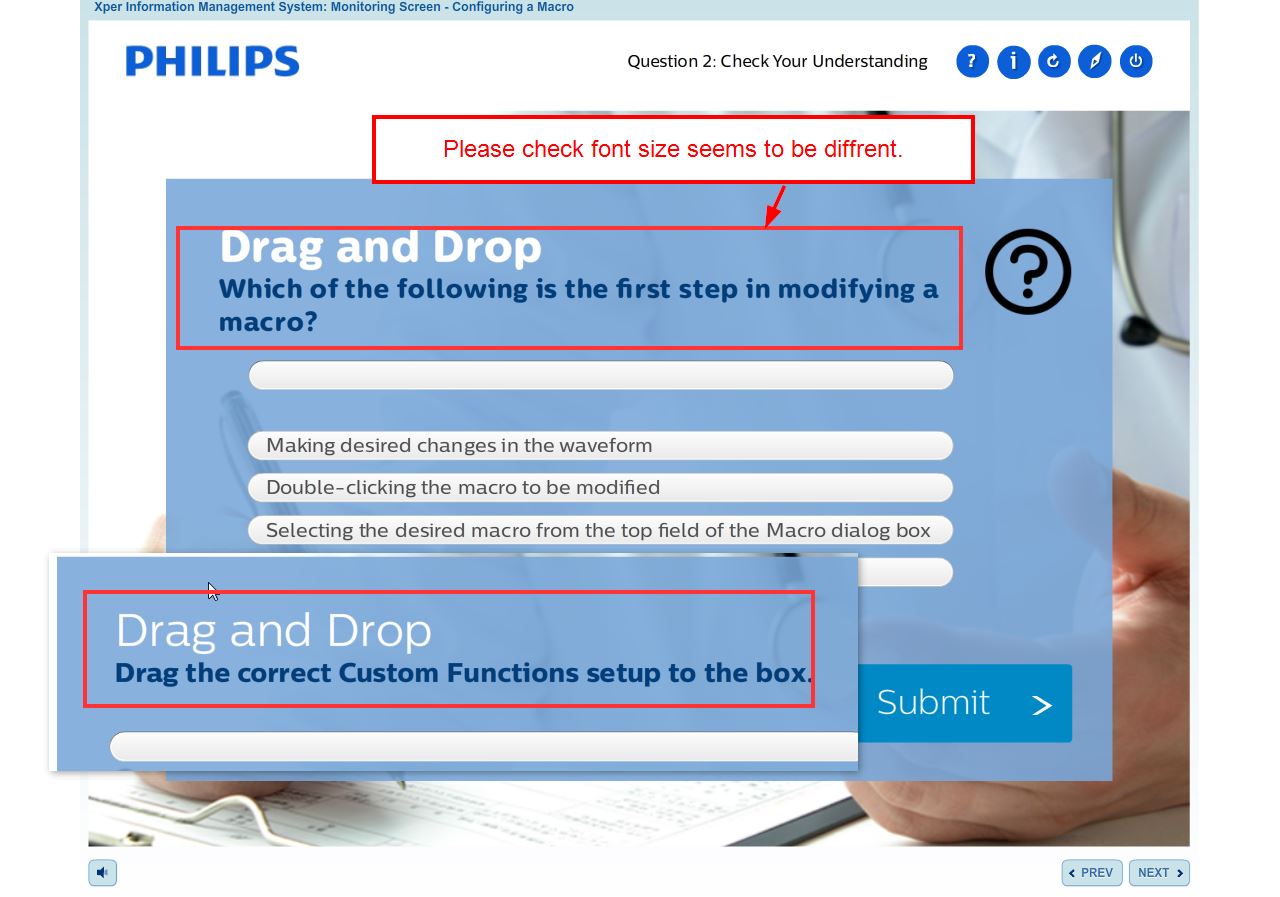 Xper Information Management System: Monitoring Screen - Configuring a Macro
PHILIPS
Question 2: Check Your Understanding
Please check font size seems to be diffrent.
Drag and Drop
Which of the following is the first step in modifying a
macro?
Making desired changes in the waveform
Double-clicking the macro to be modified
Selecting the desired macro from the top field of the Macro dialog box
Drag and Drop
Drag the correct Custom Functions setup to the box.
Submit
PREV
NEXT